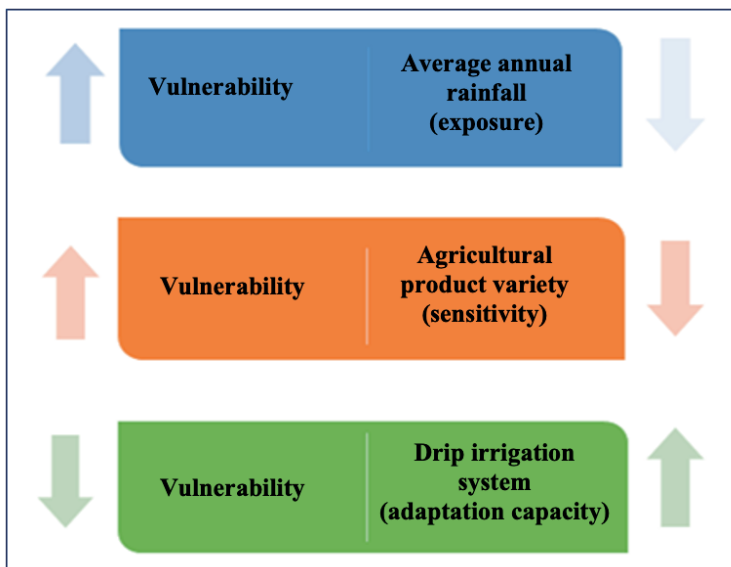 Vulnerability
Average annual
rainfall
(exposure)
Vulnerability
Agricultural
product variety
(sensitivity)
Vulnerability
Drip irrigation
system
(adaptation capacity)